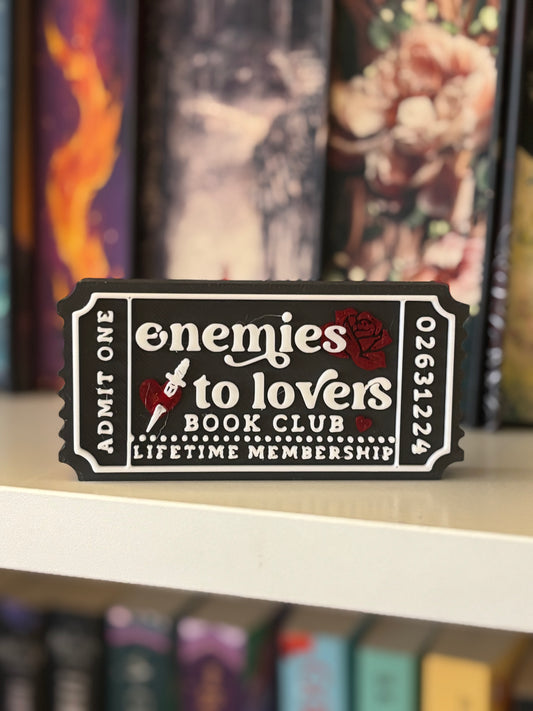 ADMIT ONE
enemies
to lovers
BOOK CLUB
LIFETIME MEMBERSHIP
02631224